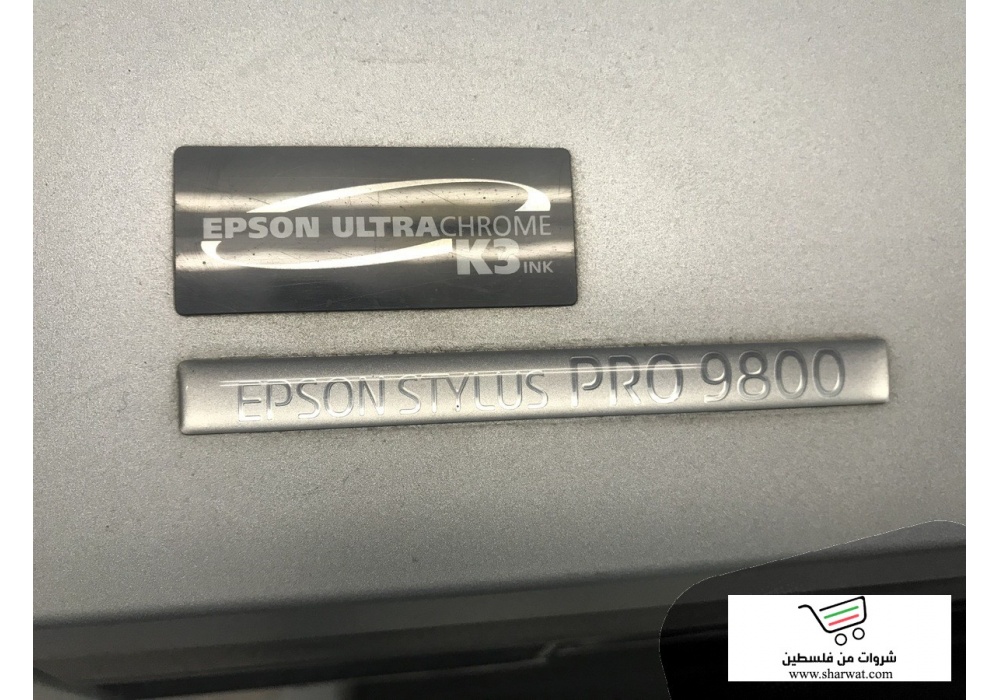 EPSON ULTRACHROME
K3 INK
EPSON STYLUS PRO 9800
شروات من فلسطين
www.sharwat.com